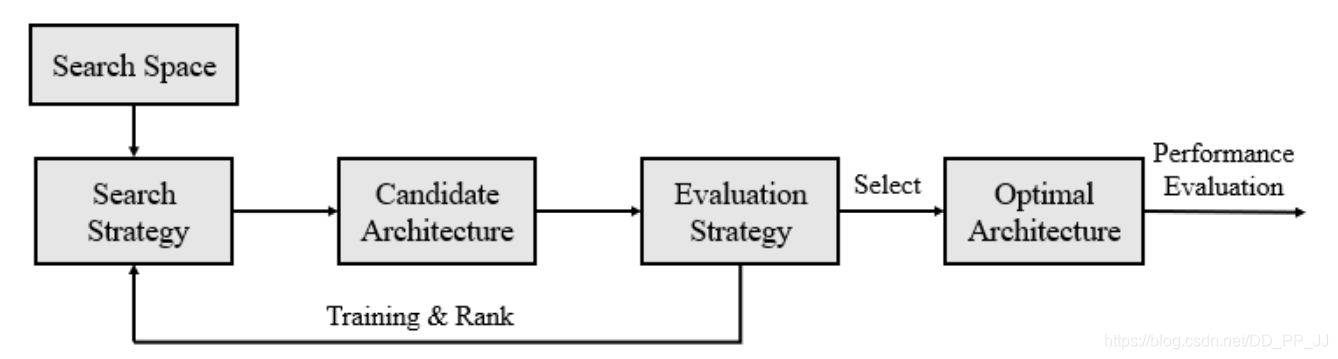 Search Space
Search
Strategy
Candidate
Architecture
Evaluation
Strategy
Select
Optimal
Architecture
Performance
Evaluation
Training & Rank
https://blog.csdn.net/DD_PP_JJ